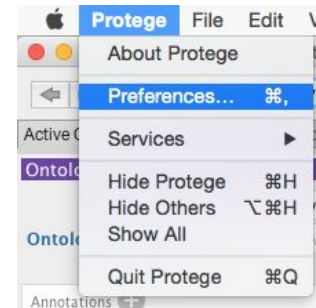 Protege File Edit
About Protege
Preferences... ⌘,
Active
Services
Ontolo
Hide Protege ⌘H
Hide Others ⌥⌘H
Ontolo
Show All
Quit Protege ⌘Q
Annotations